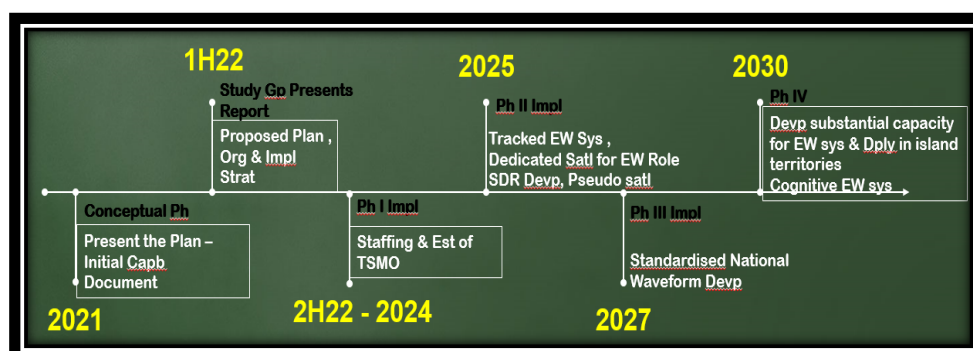 1H22
Study Gp Presents
Report
Proposed Plan ,
Org & Impl
Strat
2025
Ph II Impl
Tracked EW Sys ,
Dedicated Satl for EW Role
SDR Devp, Pseudo satl
2030
Ph IV
Devp substantial capacity
for EW sys & Dply in island
territories
Cognitive EW sys
Conceptual Ph
Present the Plan –
Initial Capb
Document
2021
Ph I Impl
Staffing & Est of
TSMO
2H22 - 2024
Ph III Impl
Standardised National
Waveform Devp
2027